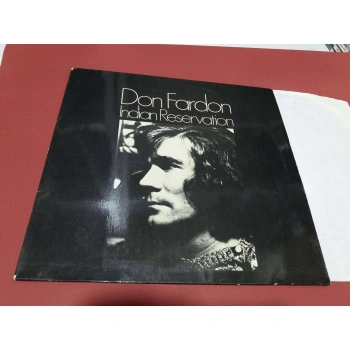 Don Fardon
Indian Reservation